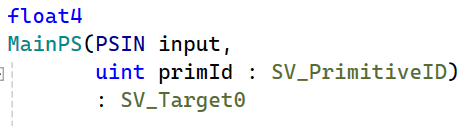 float4
MainPS(PSIN input,
uint primId : SV_PrimitiveID)
: SV_Target0